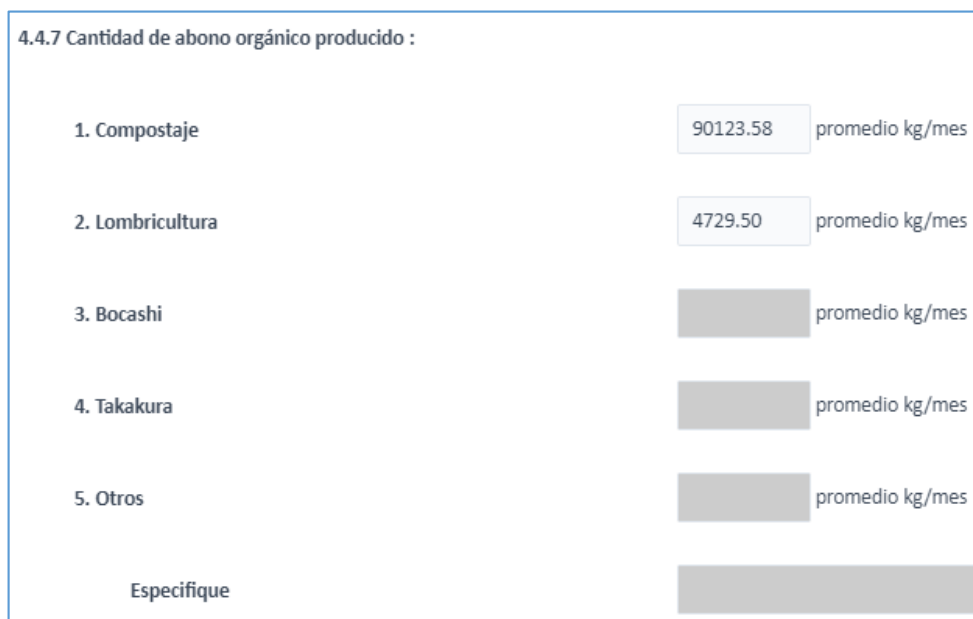 4.4.7 Cantidad de abono orgánico producido :
1. Compostaje 90123.58 promedio kg/mes
2. Lombricultura 4729.50 promedio kg/mes
3. Bocashi promedio kg/mes
4. Takakura promedio kg/mes
5. Otros promedio kg/mes
Especifique